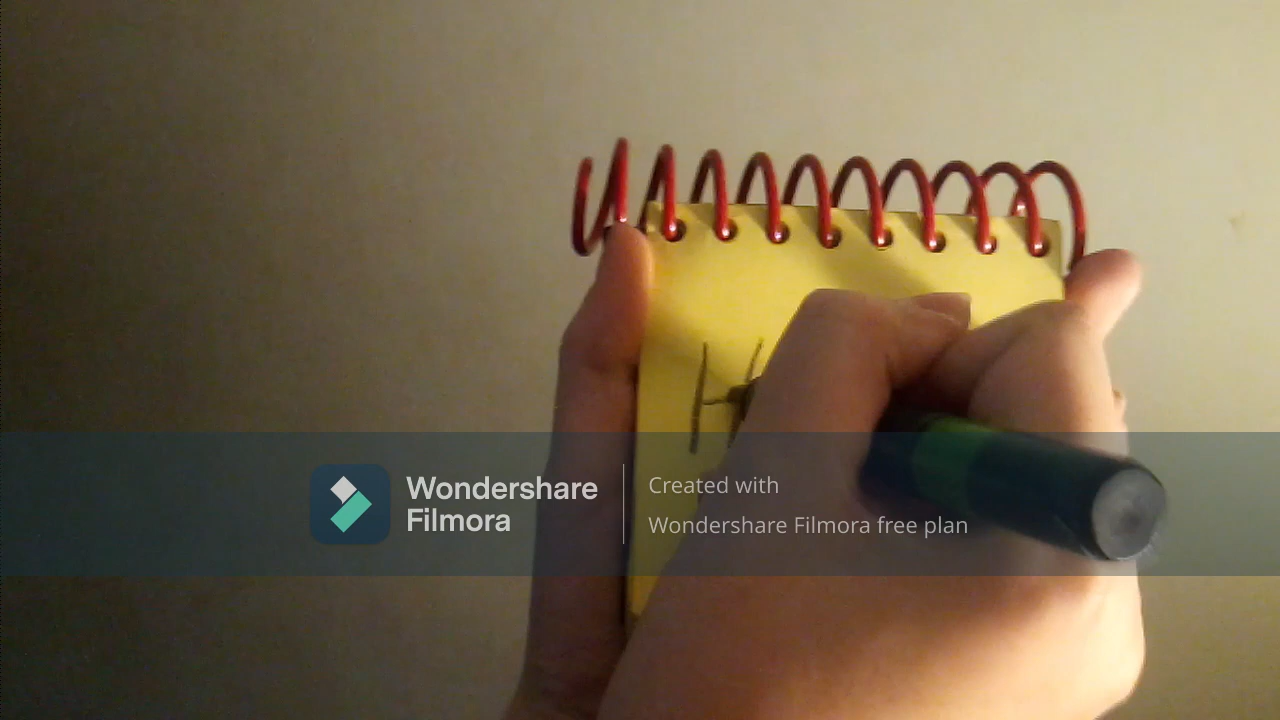 H
Wondershare
Filmora
Created with
Wondershare Filmora free plan